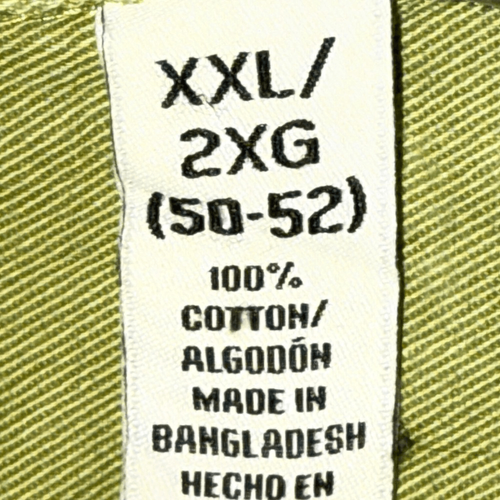 XXL/
2XG
(50-52)
100%
COTTON/
ALGODÓN
MADE IN
BANGLADESH
HECHO EN